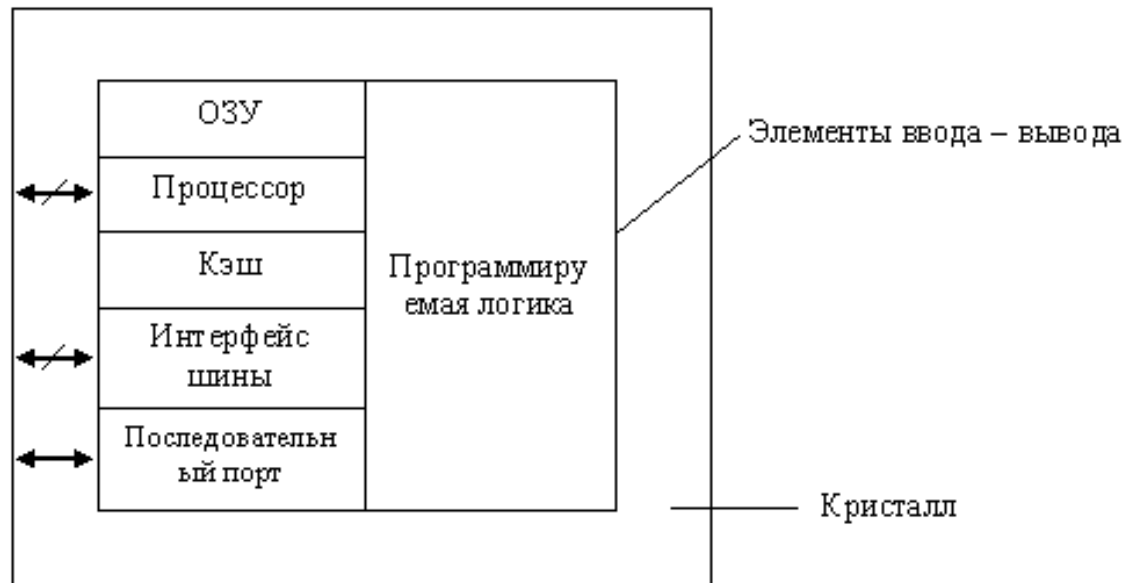 ОЗУ
Процессор
Кэш
Интерфейс
шины
Последовательн
ый порт
Программиру
емая логика
Элементы ввода – вывода
Кристалл